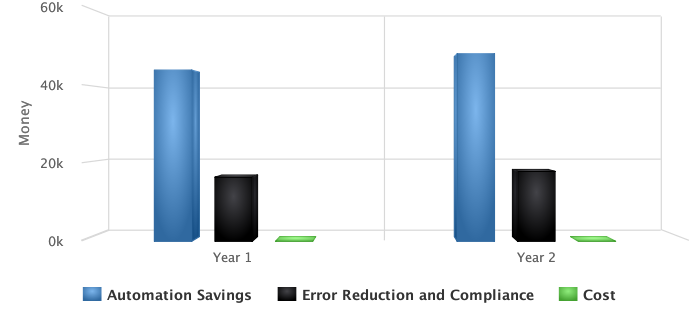 60k
40k
20k
0k
Money
Year 1
Year 2
Automation Savings
Error Reduction and Compliance
Cost